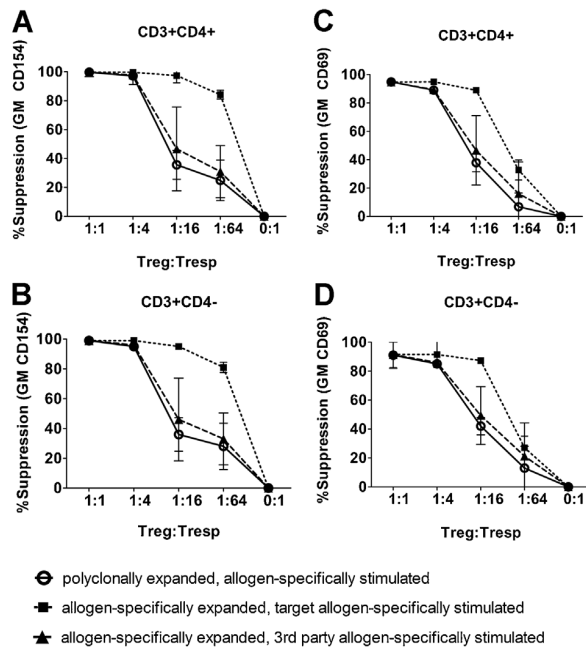 A
CD3+CD4+
%Suppression (GM CD154)
100
80
60
40
20
0
1:1 1:4 1:16 1:64 0:1
Treg:Tresp
C
CD3+CD4+
%Suppression (GM CD69)
100
80
60
40
20
0
1:1 1:4 1:16 1:64 0:1
Treg:Tresp
B
CD3+CD4-
%Suppression (GM CD154)
100
80
60
40
20
0
1:1 1:4 1:16 1:64 0:1
Treg:Tresp
D
CD3+CD4-
%Suppression (GM CD69)
100
80
60
40
20
0
1:1 1:4 1:16 1:64 0:1
Treg:Tresp
polyclonally expanded, allogen-specifically stimulated
allogen-specifically expanded, target allogen-specifically stimulated
allogen-specifically expanded, 3rd party allogen-specifically stimulated